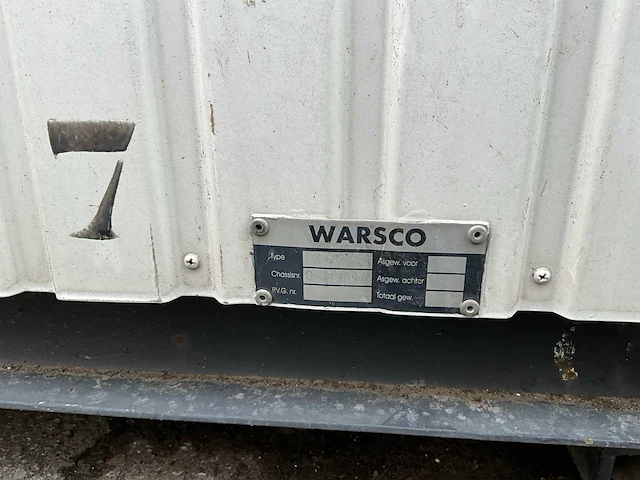 7
WARSCO
Type
Asgew. voor
Chassisnr.
Asgew. achter
P.V.G. nr.
Totaal gew.